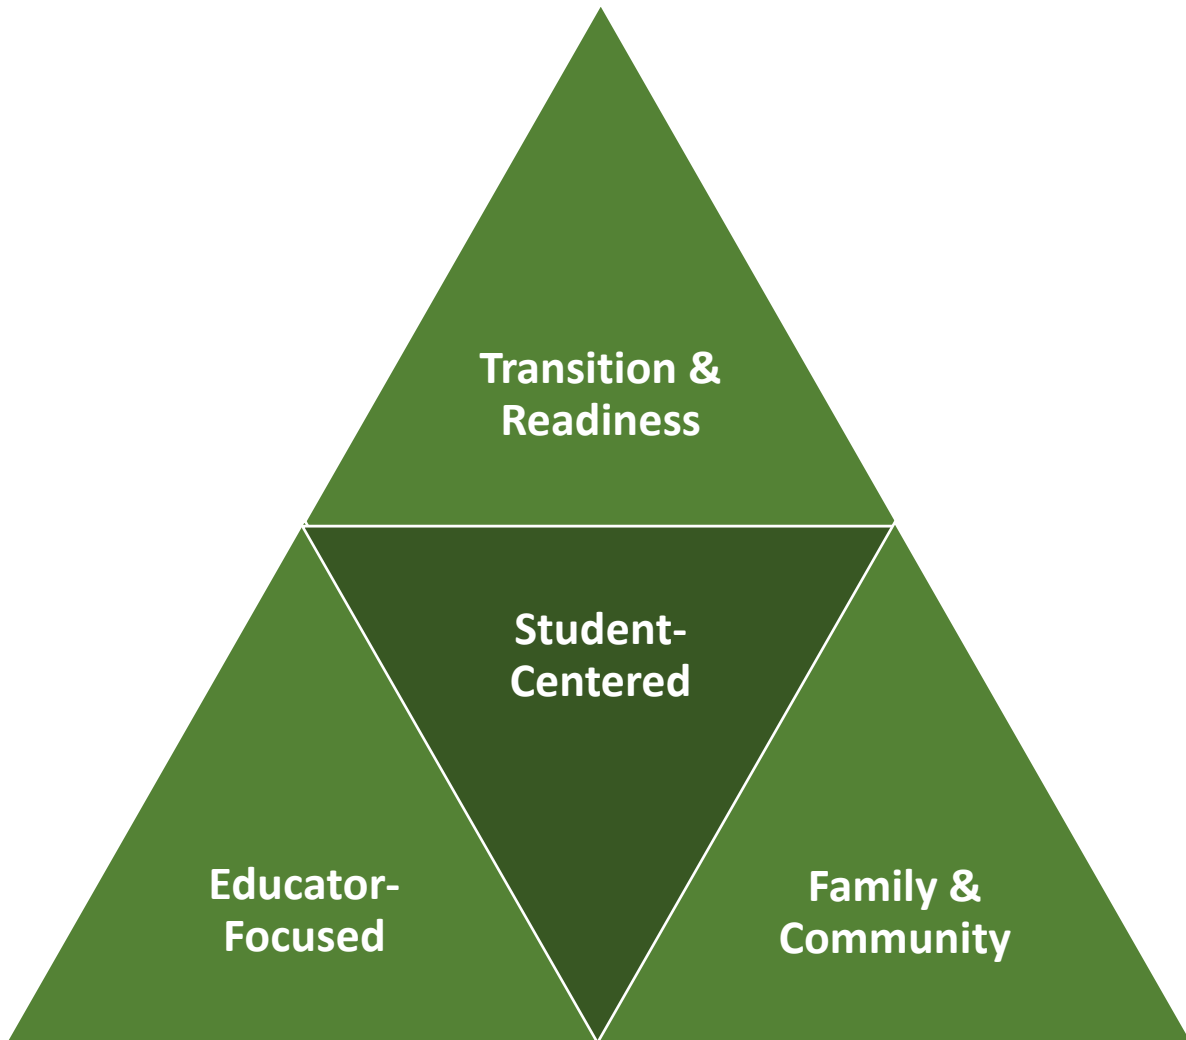 Transition &
Readiness
Student-
Centered
Educator-
Focused
Family &
Community